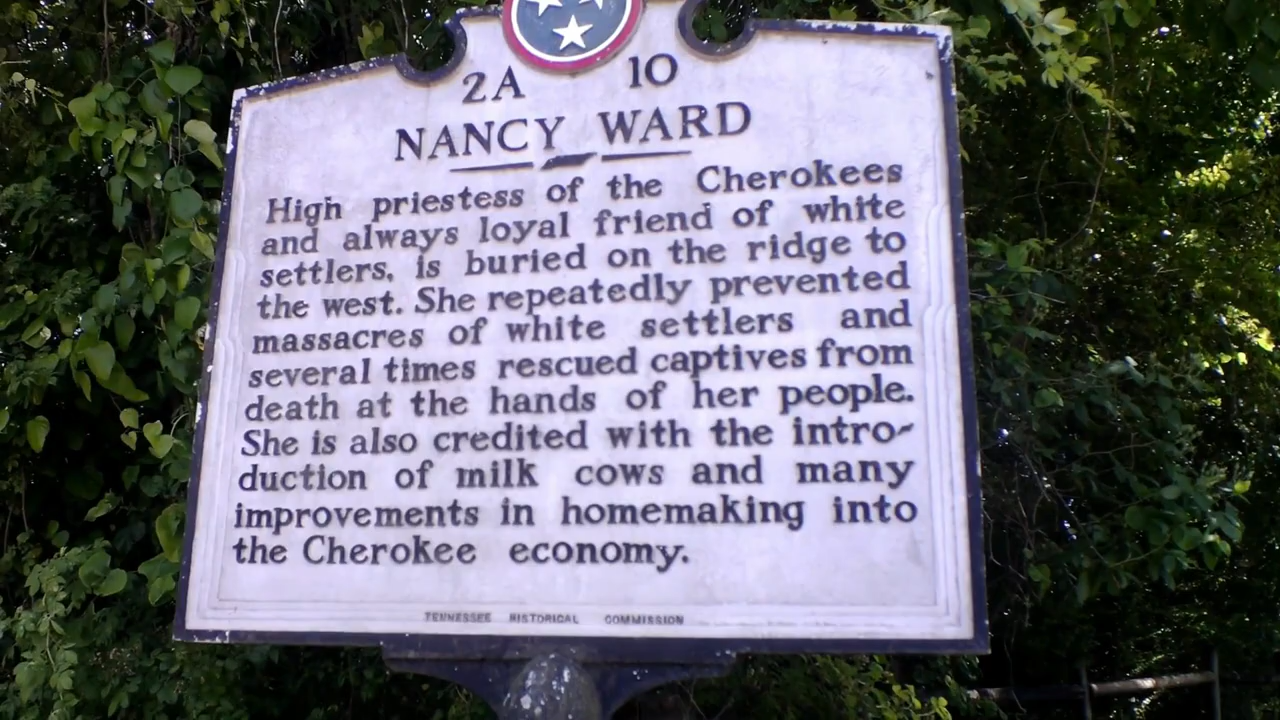 2A 10
NANCY WARD
High priestess of the Cherokees
and always loyal friend of white
settlers, is buried on the ridge to
the west. She repeatedly prevented
massacres of white settlers and
several times rescued captives from
death at the hands of her people.
She is also credited with the intro-
duction of milk cows and many
improvements in homemaking into
the Cherokee economy.
TENNESSEE HISTORICAL COMMISSION